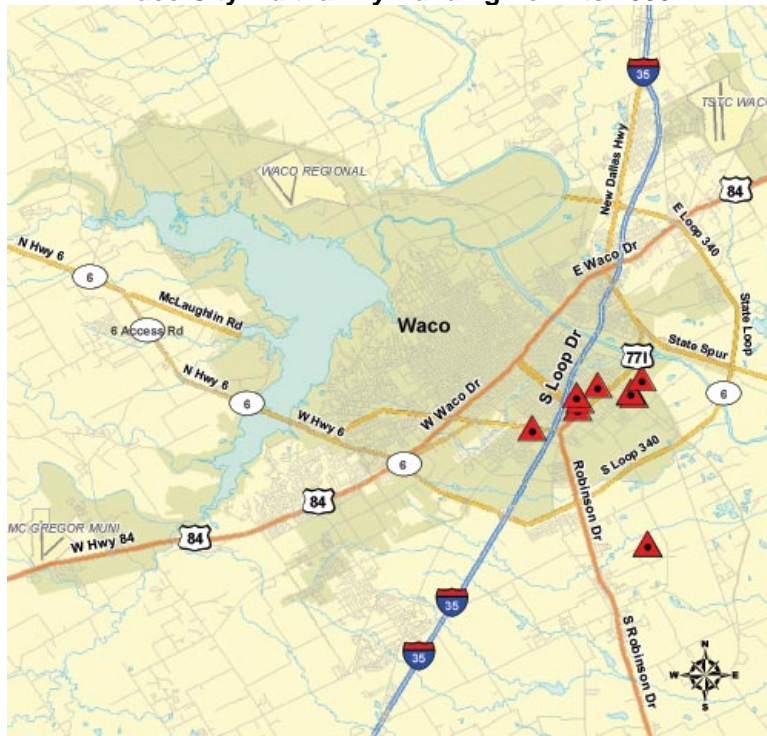 35
TSTC WACO
WACO REGIONAL
New Dallas Hwy
84
E Loop 340
N Hwy 6
E Waco Dr
6
McLaughlin Rd
State Loop
6 Access Rd
Waco
State Spur
771
S Loop Dr
N Hwy 6
6
W Waco Dr
6
W Hwy 6
6
S Loop 340
Robinson Dr
84
MC GREGOR MUNI
W Hwy 84
84
35
35
S Robinson Dr
N
W E
S